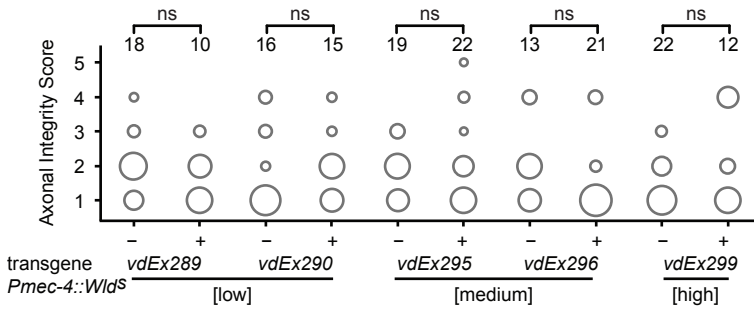 ns ns ns ns ns
18 10 16 15 19 22 13 21 22 12
Axonal Integrity Score
5
4
3
2
1
− + − + − + − + − +
transgene vdEx289 vdEx290 vdEx295 vdEx296 vdEx299
Pmec-4::Wldˢ [low] [medium] [high]